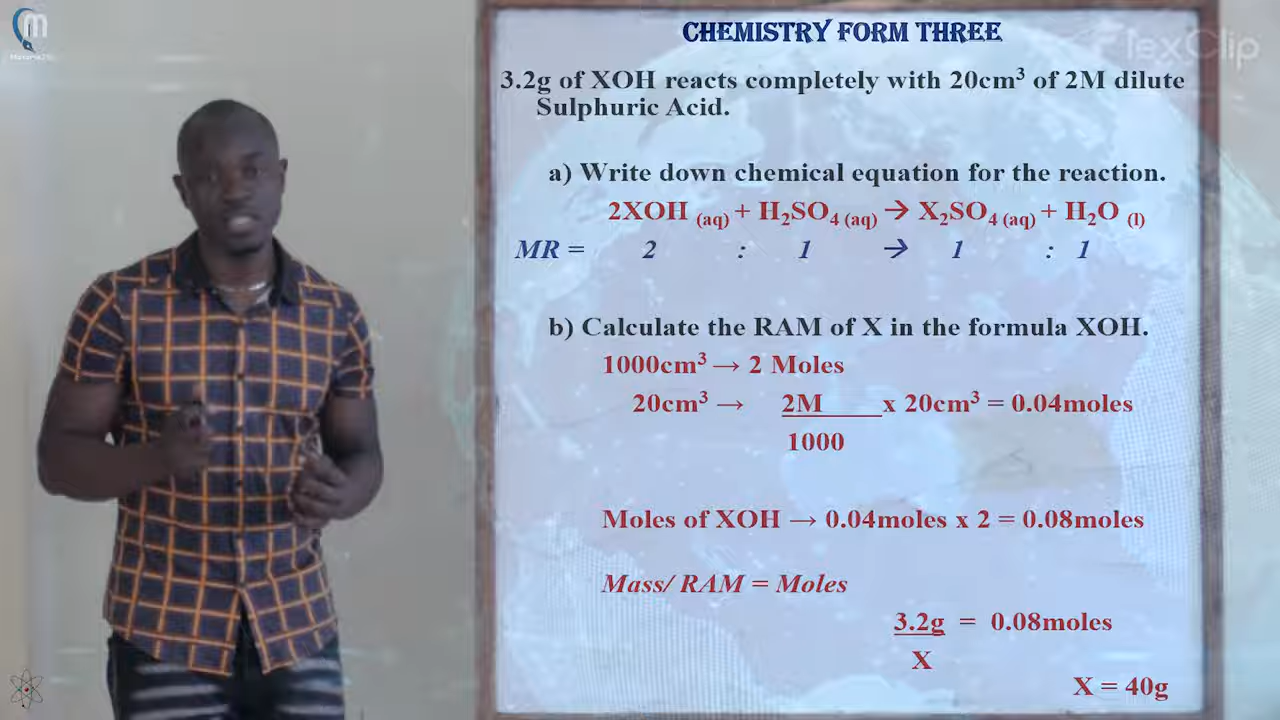 CHEMISTRY FORM THREE
3.2g of XOH reacts completely with 20cm³ of 2M dilute
Sulphuric Acid.
a) Write down chemical equation for the reaction.
2XOH (aq) + H₂SO₄ (aq) → X₂SO₄ (aq) + H₂O (l)
MR = 2 : 1 → 1 : 1
b) Calculate the RAM of X in the formula XOH.
1000cm³ → 2 Moles
20cm³ → 2M x 20cm³ = 0.04moles
1000
Moles of XOH → 0.04moles x 2 = 0.08moles
Mass/ RAM = Moles
3.2g = 0.08moles
X
X = 40g